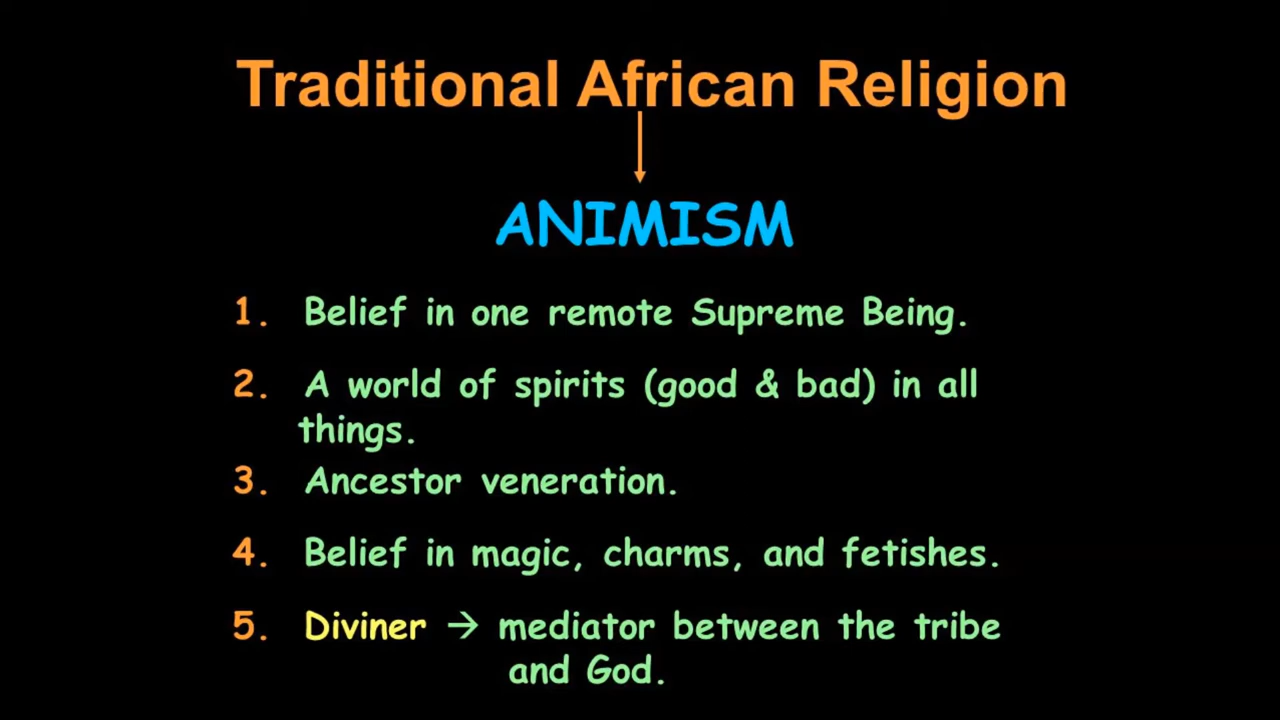 Traditional African Religion
ANIMISM
1. Belief in one remote Supreme Being.
2. A world of spirits (good & bad) in all
things.
3. Ancestor veneration.
4. Belief in magic, charms, and fetishes.
5. Diviner → mediator between the tribe
and God.